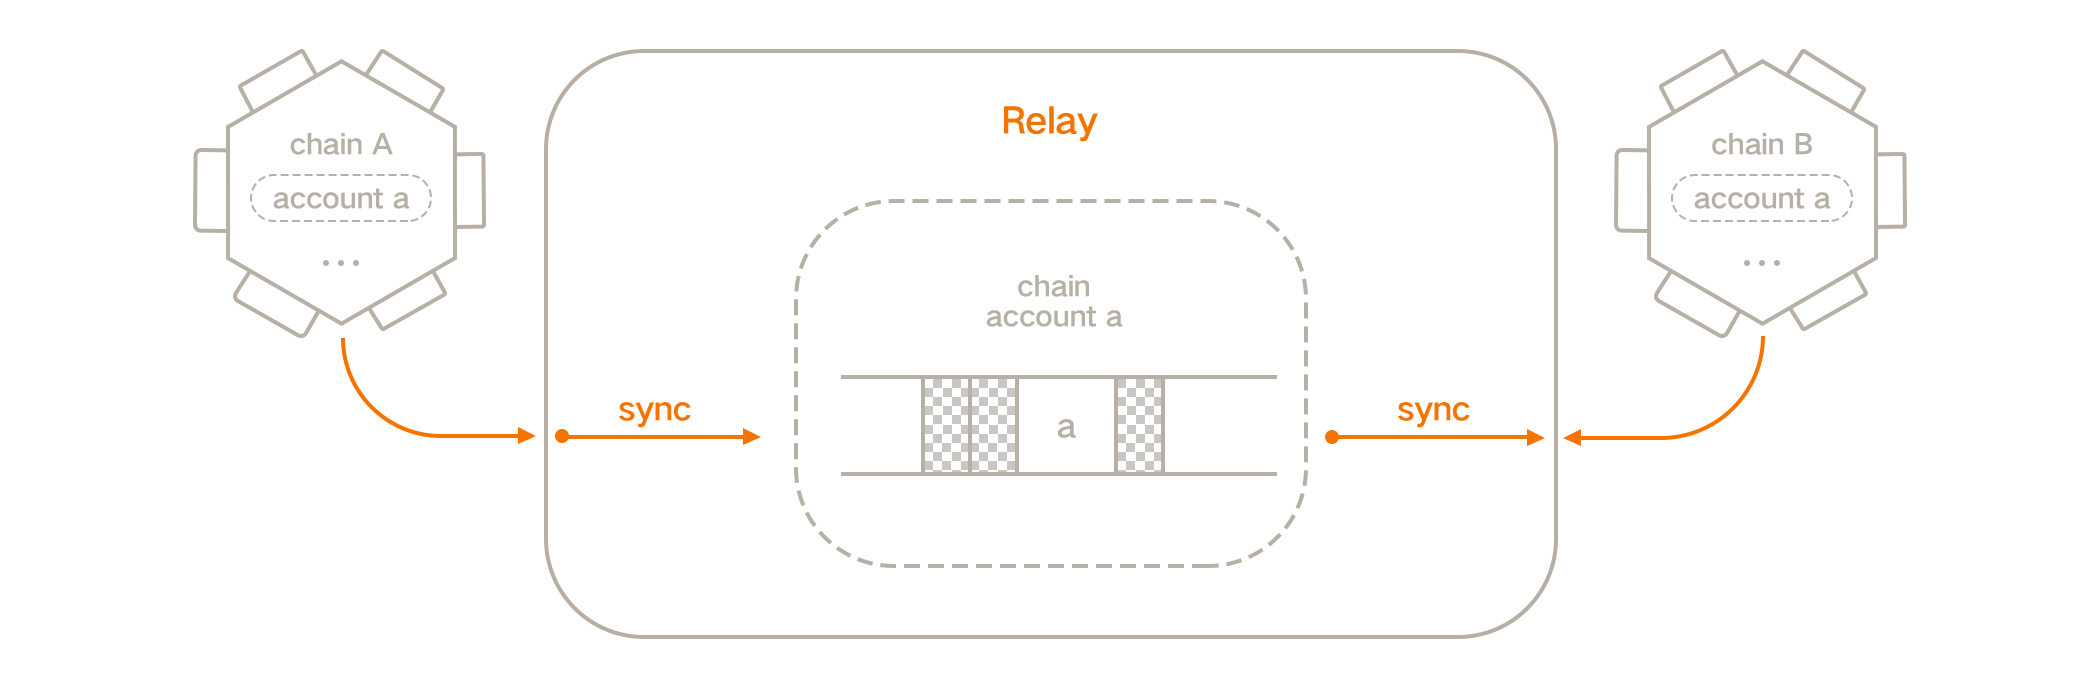 chain A
account a
...
Relay
chain
account a
sync
a
sync
chain B
account a
...